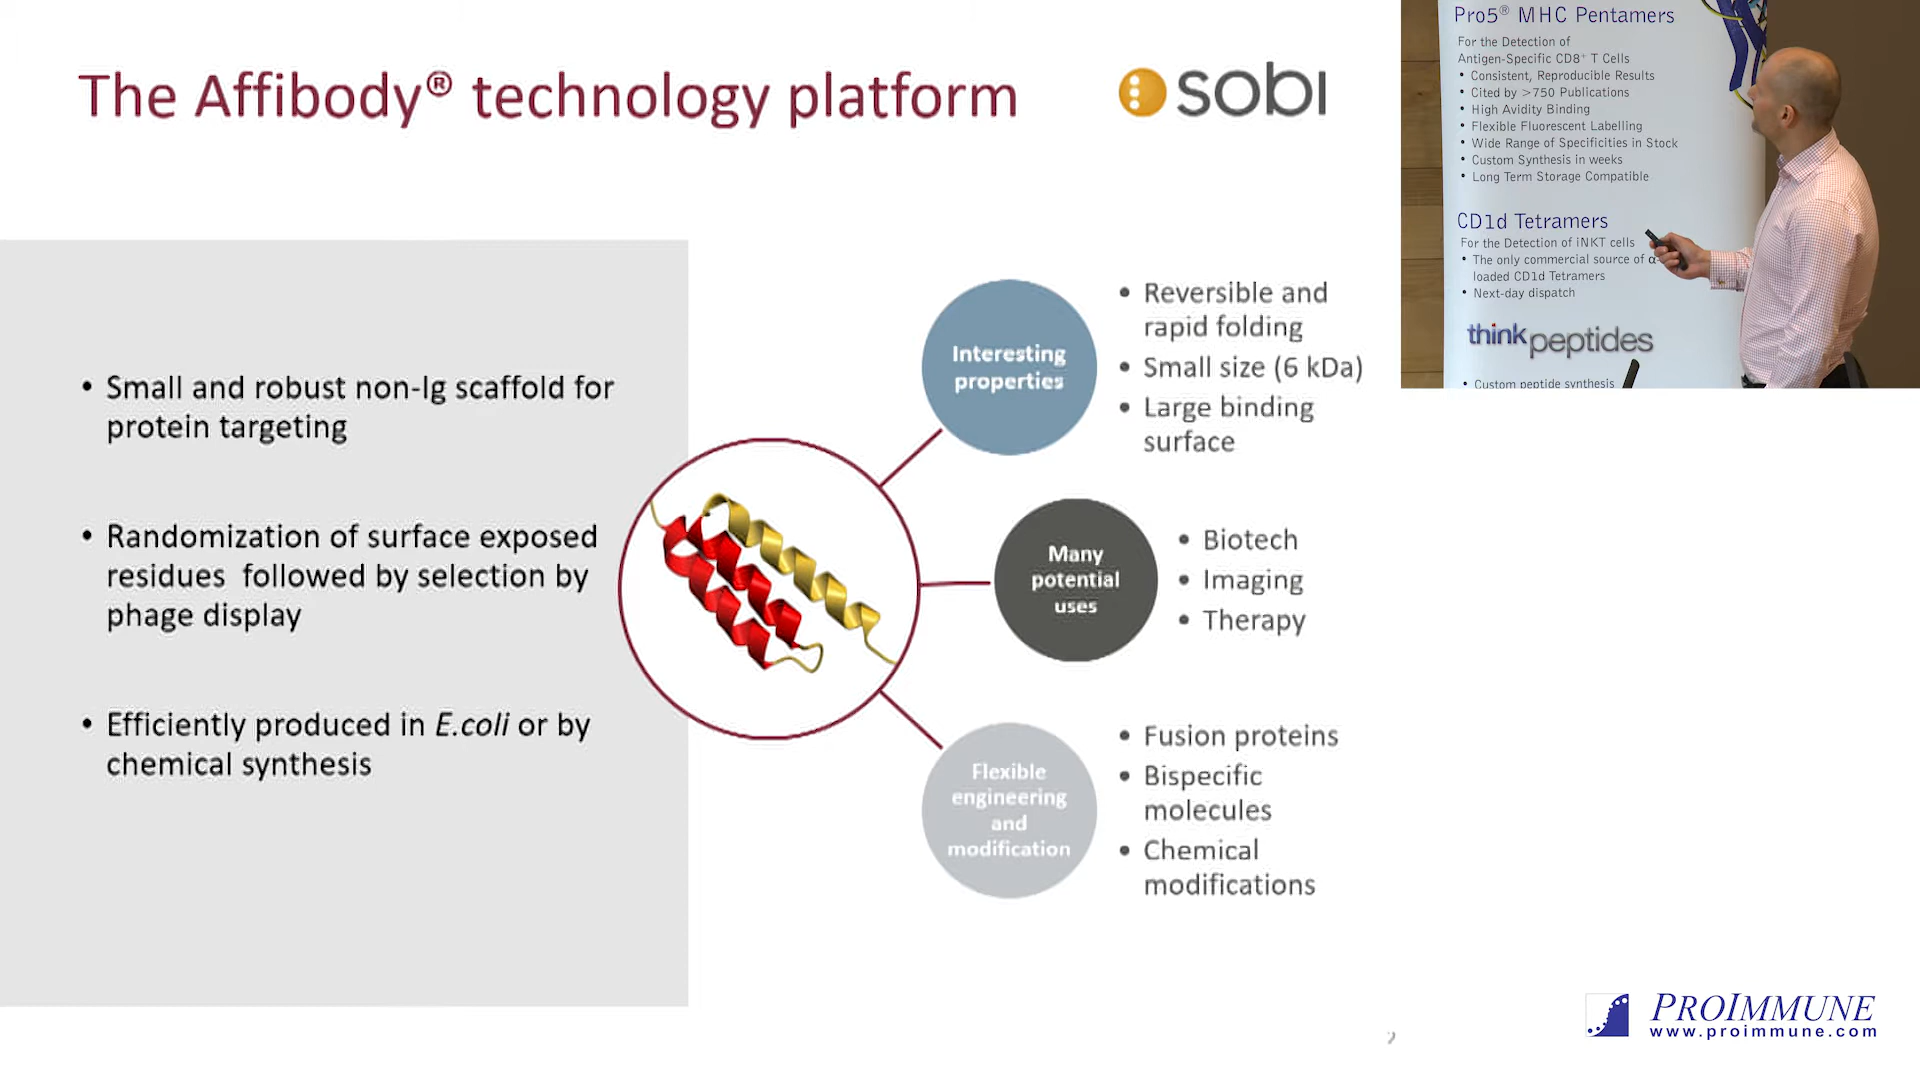 The Affibody® technology platform
sobi
• Small and robust non-Ig scaffold for
protein targeting
• Randomization of surface exposed
residues followed by selection by
phage display
• Efficiently produced in E.coli or by
chemical synthesis
Interesting
properties
• Reversible and
rapid folding
• Small size (6 kDa)
• Large binding
surface
Many
potential
uses
• Biotech
• Imaging
• Therapy
Flexible
engineering
and
modification
• Fusion proteins
• Bispecific
molecules
• Chemical
modifications
Pro5® MHC Pentamers
For the Detection of
Antigen-Specific CD8+ T Cells
• Consistent, Reproducible Results
• Cited by >750 Publications
• High Avidity Binding
• Flexible Fluorescent Labelling
• Wide Range of Specificities in Stock
• Custom Synthesis in weeks
• Long Term Storage Compatible
CD1d Tetramers
For the Detection of iNKT cells
• The only commercial source of α-
loaded CD1d Tetramers
• Next-day dispatch
thinkpeptides
• Custom peptide synthesis
PROIMMUNE
www.proimmune.com